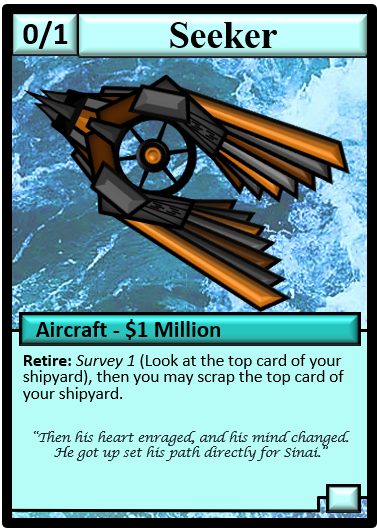 0/1
Seeker
Aircraft - $1 Million
Retire: Survey 1 (Look at the top card of your
shipyard), then you may scrap the top card of
your shipyard.
"Then his heart enraged, and his mind changed.
He got up set his path directly for Sinai."